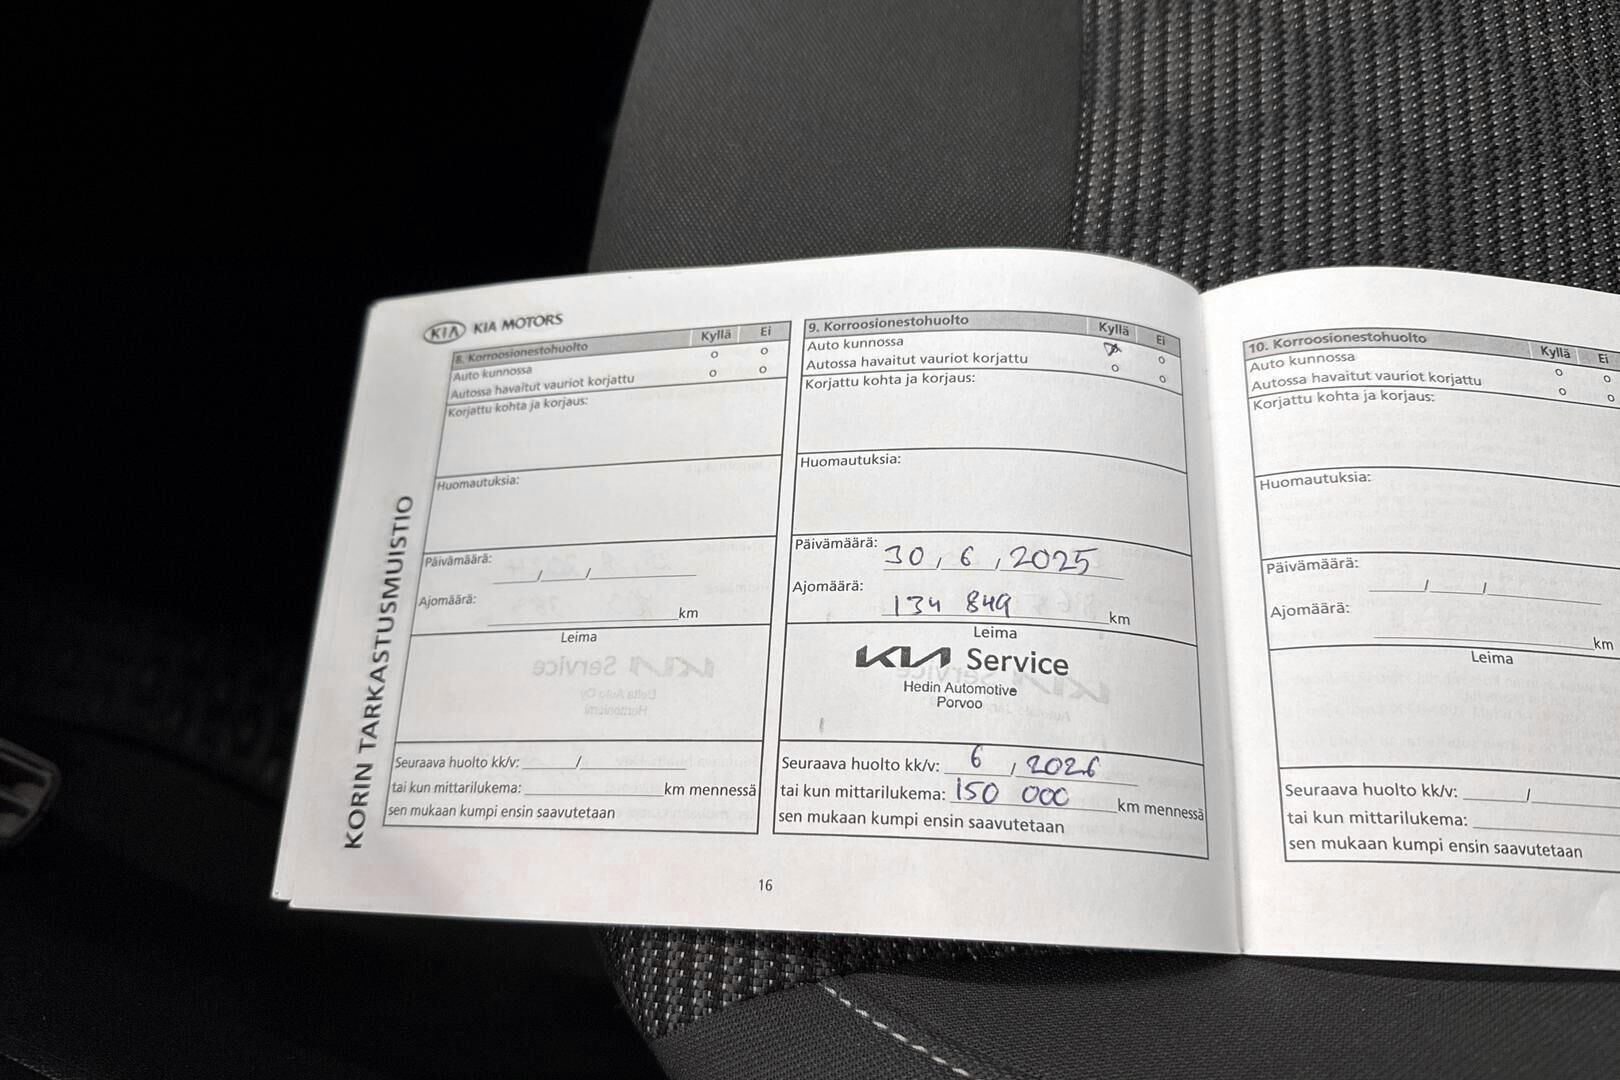 KIA KIA MOTORS
KORIN TARKASTUSMUISTIO
8. Korroosionestohuolto Kyllä Ei
Auto kunnossa
Autossa havaitut vauriot korjattu
Korjattu kohta ja korjaus:
Huomautuksia:
Päivämäärä: / /
Ajomäärä: km
Leima
Seuraava huolto kk/v: /
tai kun mittarilukema: km mennessä
sen mukaan kumpi ensin saavutetaan
9. Korroosionestohuolto Kyllä Ei
Auto kunnossa
Autossa havaitut vauriot korjattu
Korjattu kohta ja korjaus:
Huomautuksia:
Päivämäärä: 30 / 6 / 2025
Ajomäärä: 134 849 km
Leima
KIA Service
Hedin Automotive
Porvoo
Seuraava huolto kk/v: 6 / 2026
tai kun mittarilukema: 150 000 km mennessä
sen mukaan kumpi ensin saavutetaan
16
10. Korroosionestohuolto Kyllä Ei
Auto kunnossa
Autossa havaitut vauriot korjattu
Korjattu kohta ja korjaus:
Huomautuksia:
Päivämäärä: / /
Ajomäärä: km
Leima
Seuraava huolto kk/v: /
tai kun mittarilukema:
sen mukaan kumpi ensin saavutetaan